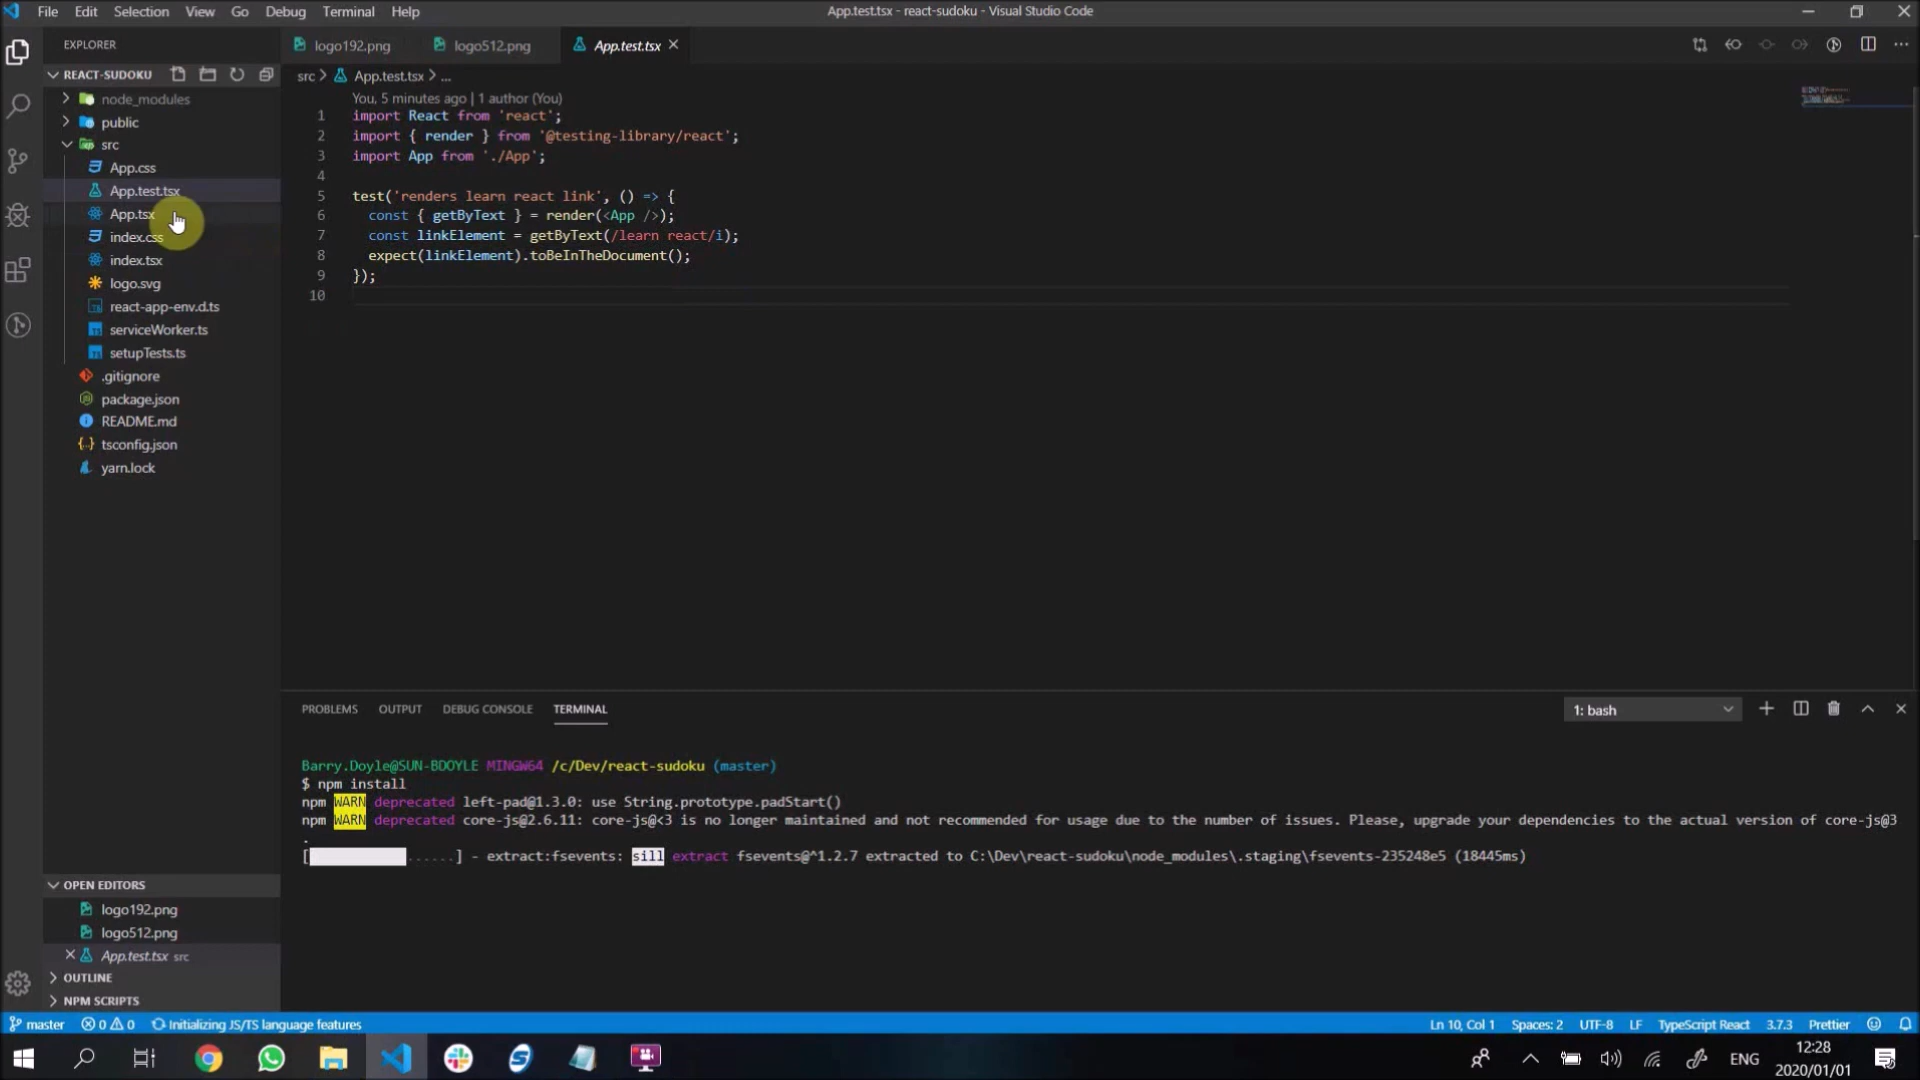 File Edit Selection View Go Debug Terminal Help
App.test.tsx - react-sudoku - Visual Studio Code
EXPLORER
REACT-SUDOKU
node_modules
public
src
App.css
App.test.tsx
App.tsx
index.css
index.tsx
logo.svg
react-app-env.d.ts
serviceWorker.ts
setupTests.ts
.gitignore
package.json
README.md
tsconfig.json
yarn.lock
OPEN EDITORS
logo192.png
logo512.png
App.test.tsx src
OUTLINE
NPM SCRIPTS
logo192.png logo512.png App.test.tsx
src > App.test.tsx > ...
You, 5 minutes ago | 1 author (You)
1 import React from 'react';
2 import { render } from '@testing-library/react';
3 import App from './App';
4
5 test('renders learn react link', () => {
6 const { getByText } = render(<App />);
7 const linkElement = getByText(/learn react/i);
8 expect(linkElement).toBeInTheDocument();
9 });
10
PROBLEMS OUTPUT DEBUG CONSOLE TERMINAL
1: bash
Barry.Doyle@SUN-BDOYLE MINGW64 /c/Dev/react-sudoku (master)
$ npm install
npm WARN deprecated left-pad@1.3.0: use String.prototype.padStart()
npm WARN deprecated core-js@2.6.11: core-js@<3 is no longer maintained and not recommended for usage due to the number of issues. Please, upgrade your dependencies to the actual version of core-js@3
.
[ ......] - extract:fsevents: sill extract fsevents@^1.2.7 extracted to C:\Dev\react-sudoku\node_modules\.staging\fsevents-235248e5 (18445ms)
master 0 0 Initializing JS/TS language features
Ln 10, Col 1 Spaces: 2 UTF-8 LF TypeScript React 3.7.3 Prettier
ENG
12:28
2020/01/01